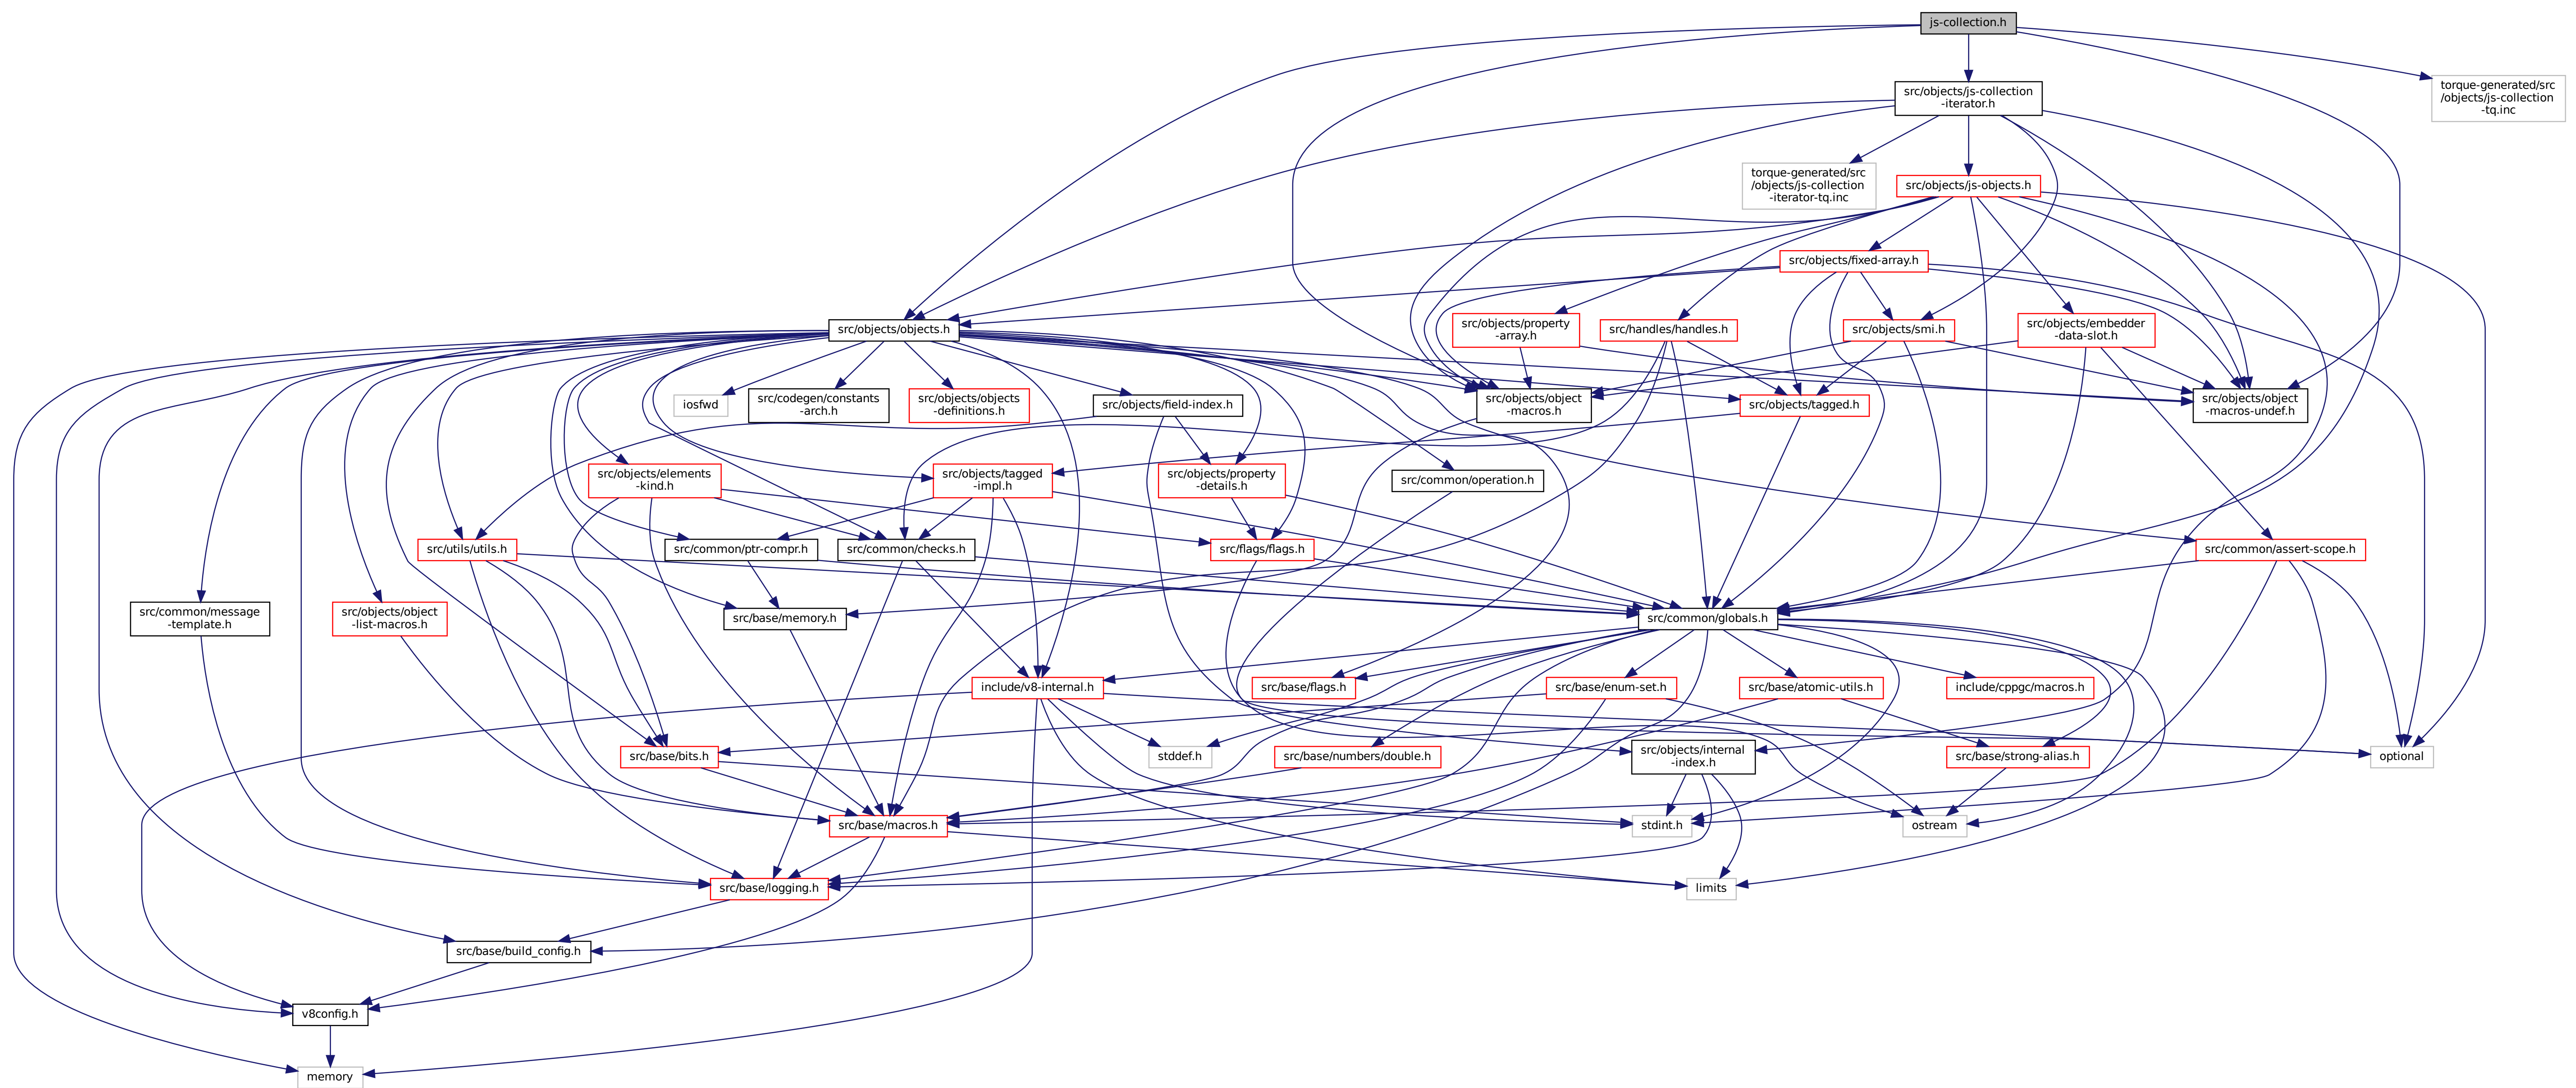 js-collection.h
torque-generated/src
/objects/js-collection
-tq.inc
src/objects/js-collection
-iterator.h
torque-generated/src
/objects/js-collection
-iterator-tq.inc
src/objects/js-objects.h
src/objects/fixed-array.h
src/objects/objects.h
src/objects/property
-array.h
src/handles/handles.h
src/objects/smi.h
src/objects/embedder
-data-slot.h
iosfwd
src/codegen/constants
-arch.h
src/objects/objects
-definitions.h
src/objects/field-index.h
src/objects/object
-macros.h
src/objects/tagged.h
src/objects/object
-macros-undef.h
src/objects/elements
-kind.h
src/objects/tagged
-impl.h
src/objects/property
-details.h
src/common/operation.h
src/utils/utils.h
src/common/ptr-compr.h
src/common/checks.h
src/flags/flags.h
src/common/assert-scope.h
src/common/message
-template.h
src/objects/object
-list-macros.h
src/base/memory.h
src/common/globals.h
include/v8-internal.h
src/base/flags.h
src/base/enum-set.h
src/base/atomic-utils.h
include/cppgc/macros.h
src/base/bits.h
stddef.h
src/base/numbers/double.h
src/objects/internal
-index.h
src/base/strong-alias.h
optional
src/base/macros.h
stdint.h
ostream
src/base/logging.h
limits
src/base/build_config.h
v8config.h
memory